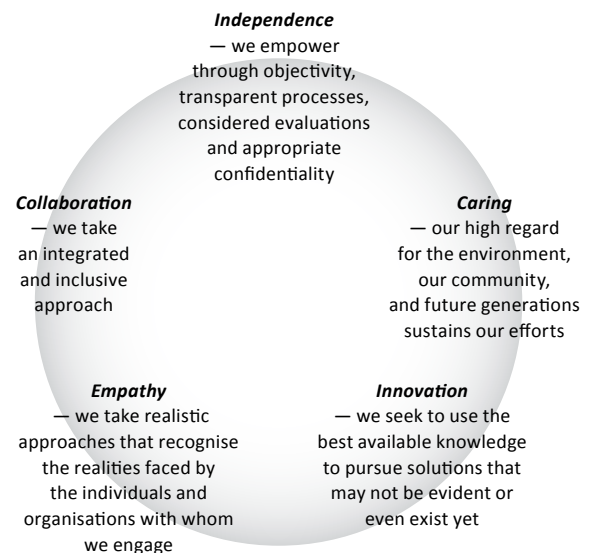 Independence
— we empower
through objectivity,
transparent processes,
considered evaluations
and appropriate
confidentiality
Collaboration
— we take
an integrated
and inclusive
approach
Caring
— our high regard
for the environment,
our community,
and future generations
sustains our efforts
Empathy
— we take realistic
approaches that recognise
the realities faced by
the individuals and
organisations with whom
we engage
Innovation
— we seek to use the
best available knowledge
to pursue solutions that
may not be evident or
even exist yet